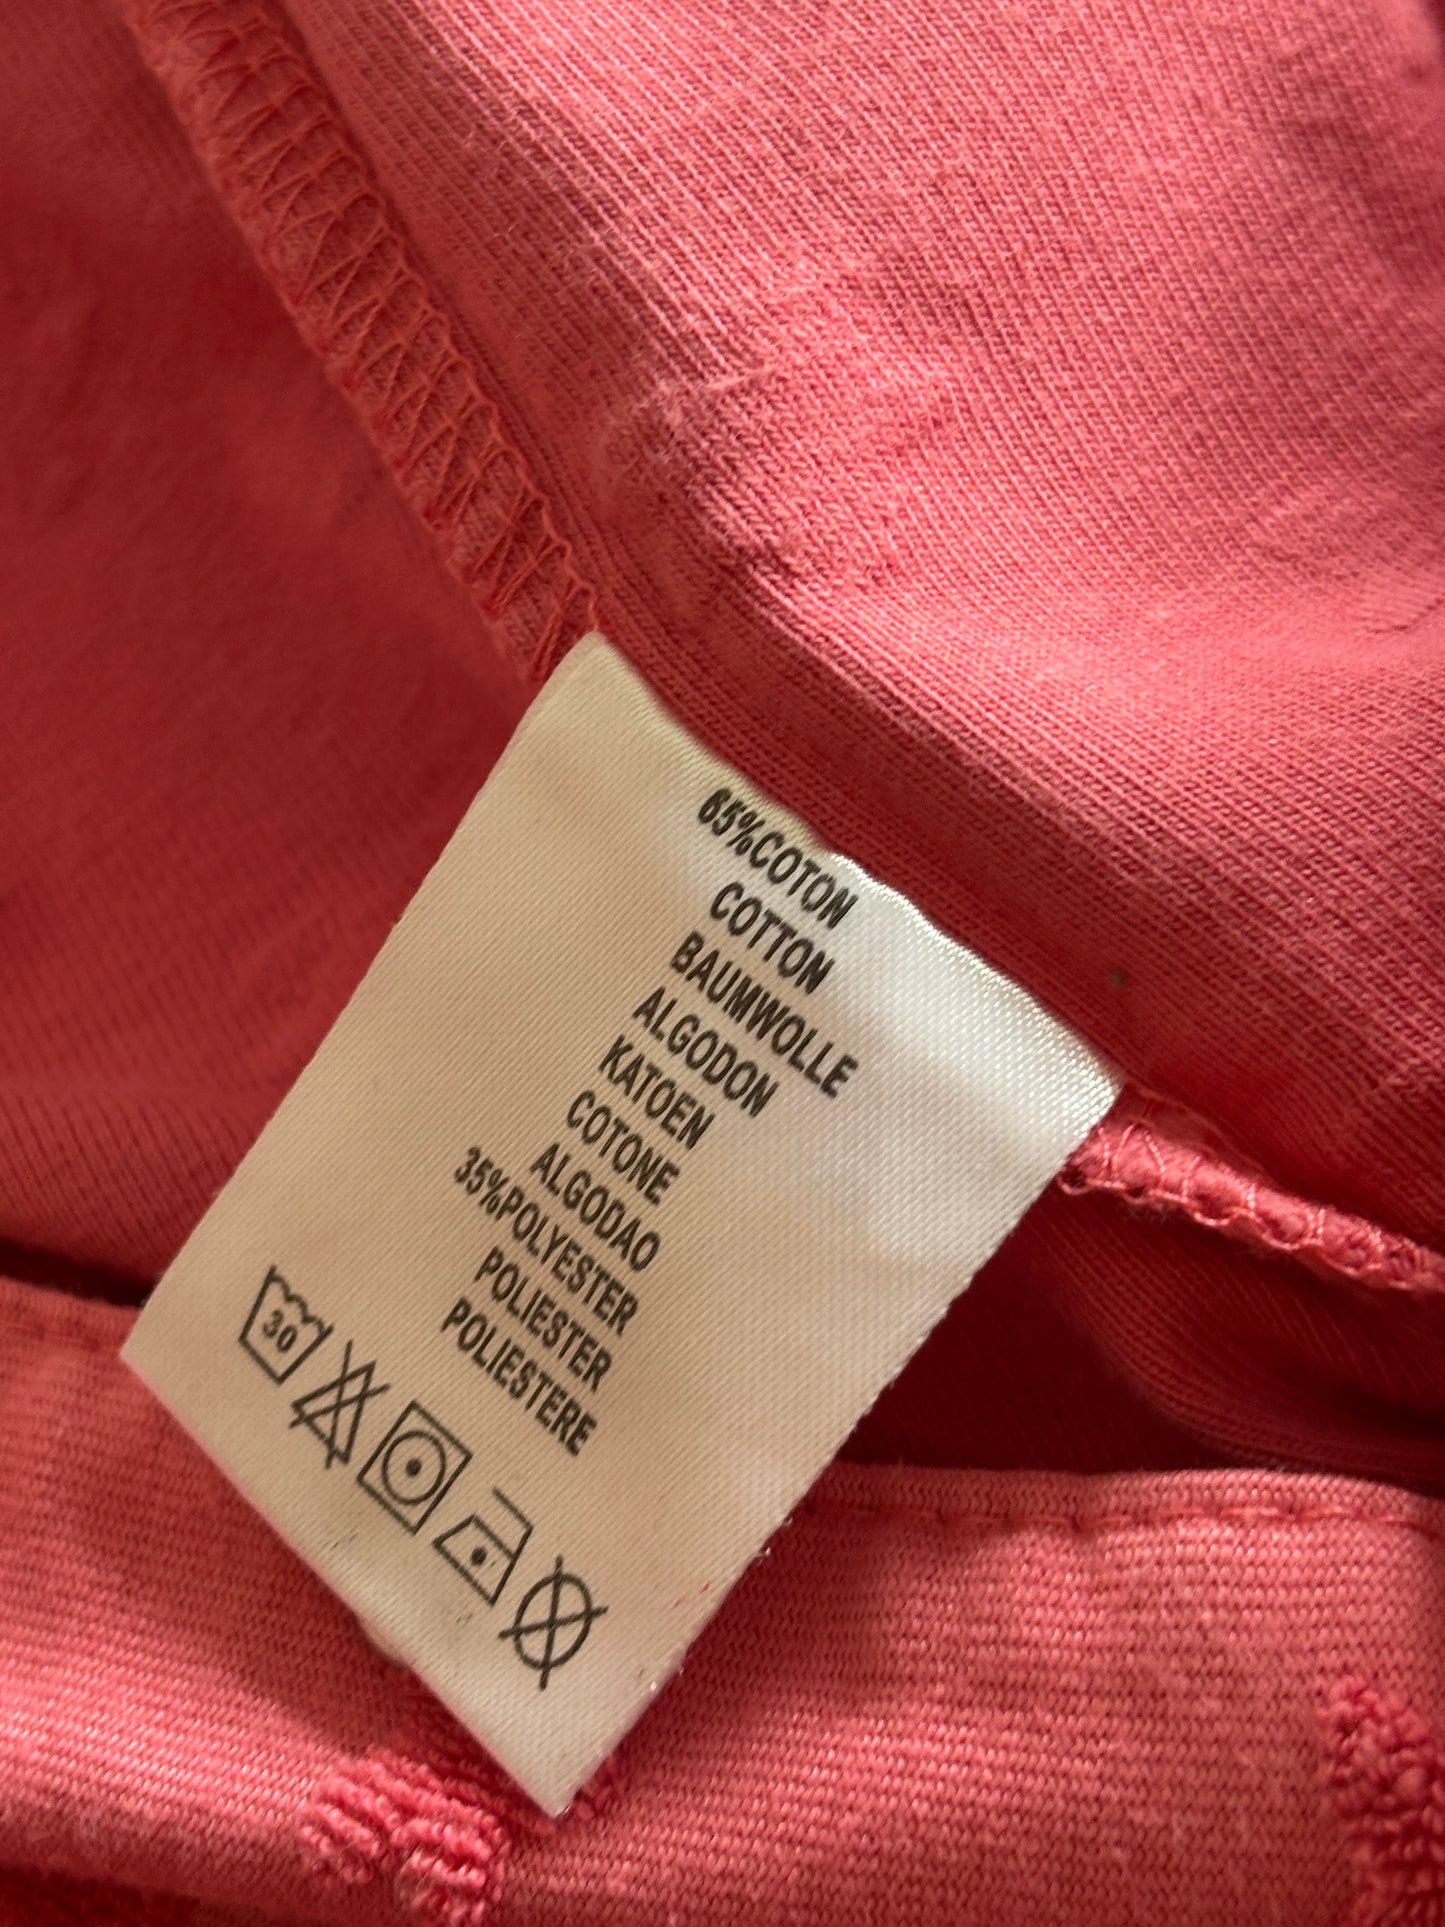 65%COTON
COTTON
BAUMWOLLE
ALGODON
KATOEN
COTONE
ALGODAO
35%POLYESTER
POLIESTER
POLIESTERE
30